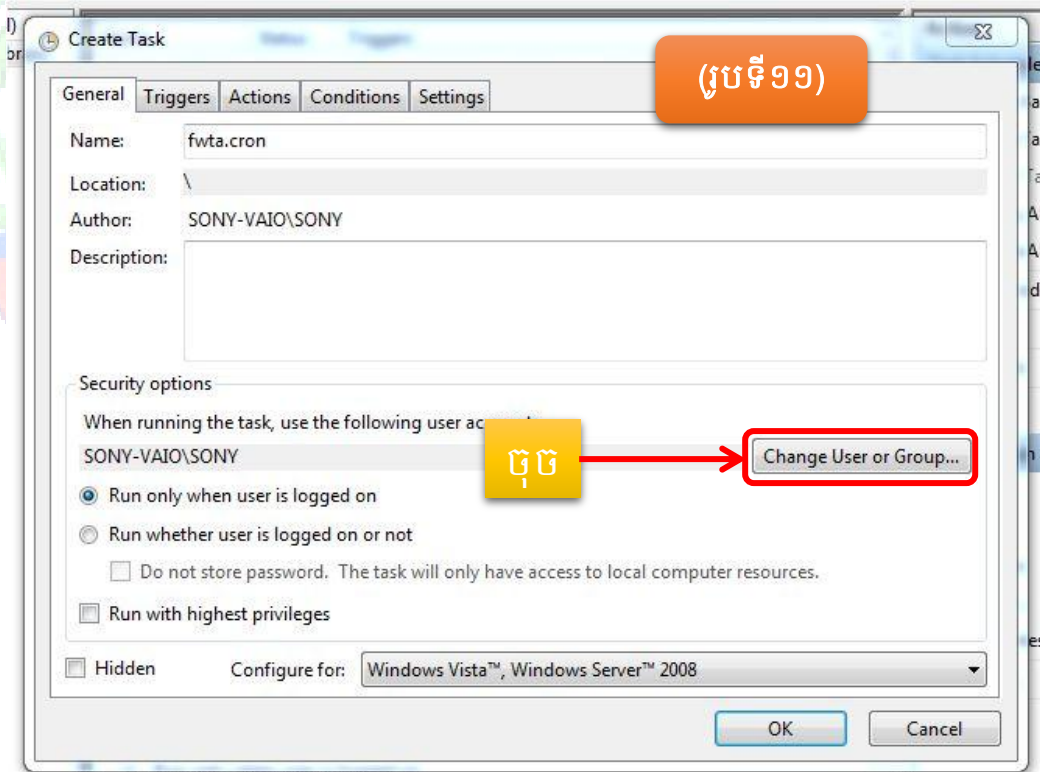 Create Task
(រូបទី១១)
General Triggers Actions Conditions Settings
Name: fwta.cron
Location: \
Author: SONY-VAIO\SONY
Description:
Security options
When running the task, use the following user
SONY-VAIO\SONY
ចុច
Change User or Group...
Run only when user is logged on
Run whether user is logged on or not
Do not store password. The task will only have access to local computer resources.
Run with highest privileges
Hidden Configure for: Windows Vista™, Windows Server™ 2008
OK Cancel